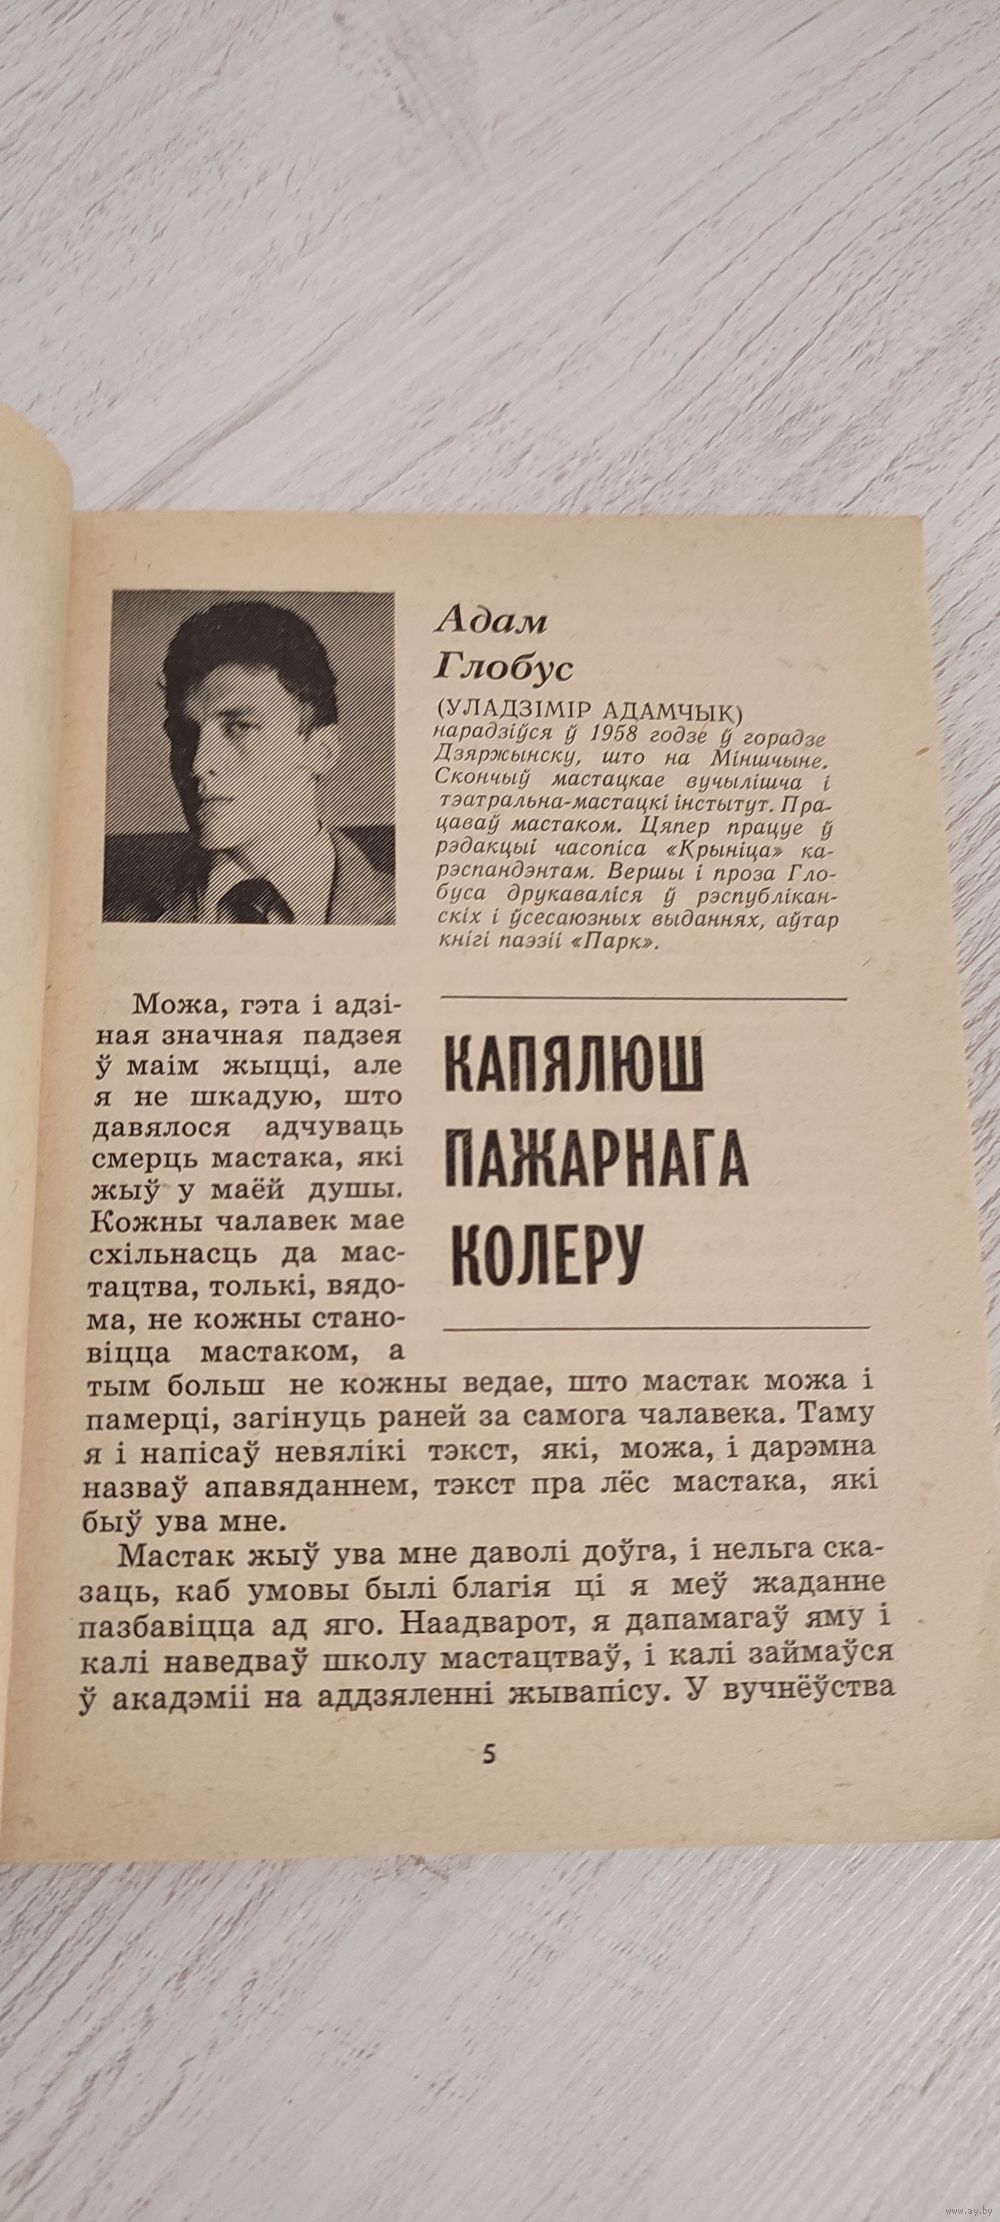 Адам
Глобус
(УЛАДЗІМІР АДАМЧЫК)
нарадзіўся ў 1958 годзе ў горадзе
Дзяржынску, што на Міншчыне.
Скончыў мастацкае вучылішча і
тэатральна-мастацкі інстытут. Пра-
цаваў мастаком. Цяпер працуе ў
рэдакцыі часопіса «Крыніца» ка-
рэспандэнтам. Вершы і проза Гло-
буса друкаваліся ў рэспублікан-
скіх і ўсесаюзных выданнях, аўтар
кнігі паэзіі «Парк».
КАПЯЛЮШ
ПАЖАРНАГА
КОЛЕРУ
Можа, гэта і адзі-
ная значная падзея
ў маім жыцці, але
я не шкадую, што
давялося адчуваць
смерць мастака, які
жыў у маёй душы.
Кожны чалавек мае
схільнасць да мас-
тацтва, толькі, вядо-
ма, не кожны стано-
віцца мастаком, а
тым больш не кожны ведае, што мастак можа і
памерці, загінуць раней за самога чалавека. Таму
я і напісаў невялікі тэкст, які, можа, і дарэмна
назваў апавяданнем, тэкст пра лёс мастака, які
быў ува мне.
Мастак жыў ува мне даволі доўга, і нельга ска-
заць, каб умовы былі благія ці я меў жаданне
пазбавіцца ад яго. Наадварот, я дапамагаў яму і
калі наведваў школу мастацтваў, і калі займаўся
ў акадэміі на аддзяленні жывапісу. У вучнёўства
5
www.ay.by